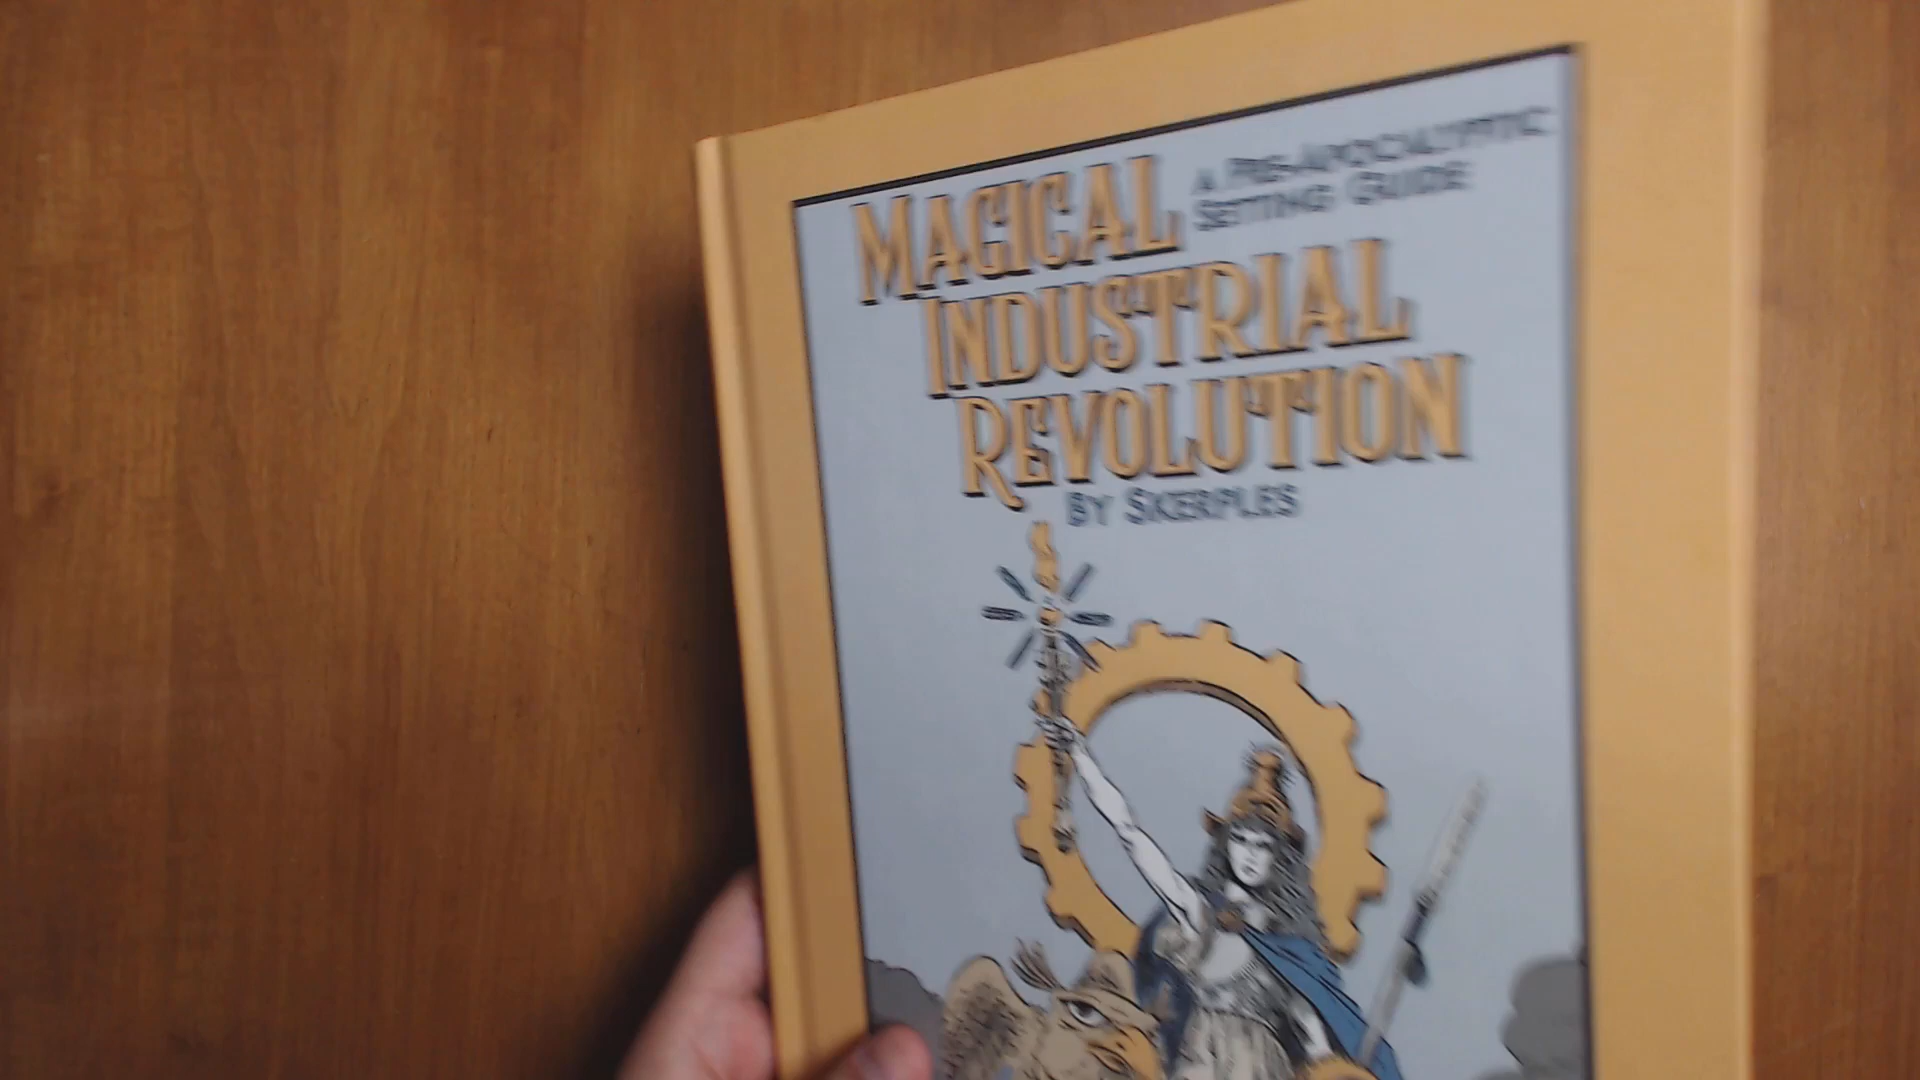 MAGICAL
A PRE-APOCALYPTIC
SETTING GUIDE
INDUSTRIAL
REVOLUTION
BY SKERPLES